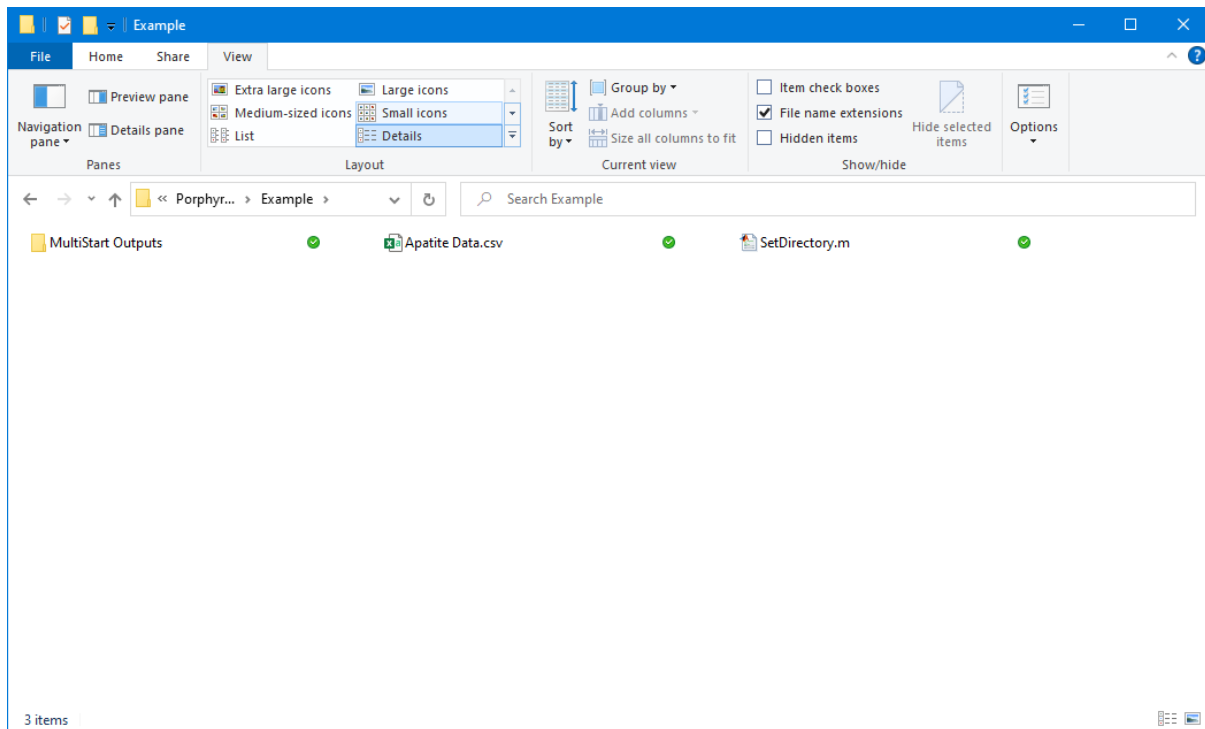 Example
File Home Share View
Navigation pane
Preview pane
Details pane
Panes
Extra large icons Large icons
Medium-sized icons Small icons
List Details
Layout
Sort by
Group by
Add columns
Size all columns to fit
Current view
Item check boxes
File name extensions
Hidden items
Hide selected items
Show/hide
Options
« Porphyr... › Example ›
Search Example
MultiStart Outputs Apatite Data.csv SetDirectory.m
3 items